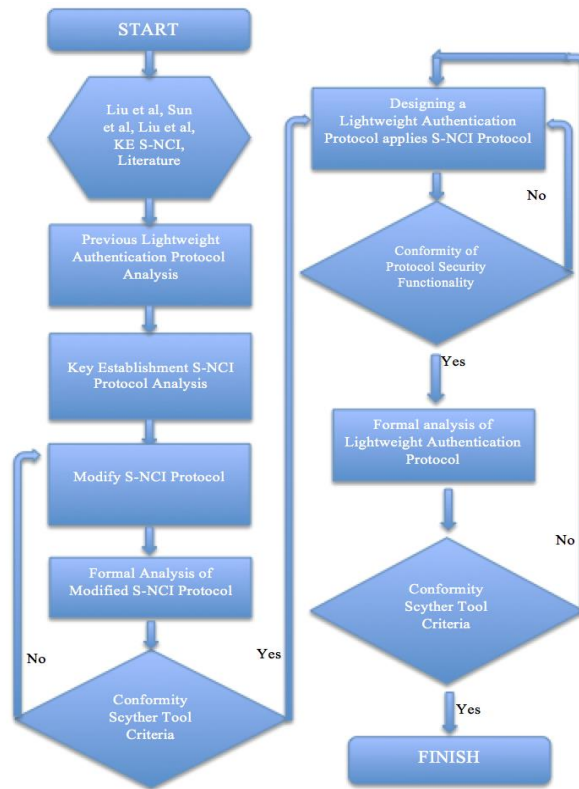 START
Liu et al, Sun
et al, Liu et al,
KE S-NCI,
Literature
Previous Lightweight
Authentication Protocol
Analysis
Key Establishment S-NCI
Protocol Analysis
Modify S-NCI Protocol
Formal Analysis of
Modified S-NCI Protocol
No
Yes
Conformity
Scyther Tool
Criteria
Designing a
Lightweight Authentication
Protocol applies S-NCI Protocol
No
Conformity of
Protocol Security
Functionality
Yes
Formal analysis of
Lightweight Authentication
Protocol
No
Conformity
Scyther Tool
Criteria
Yes
FINISH